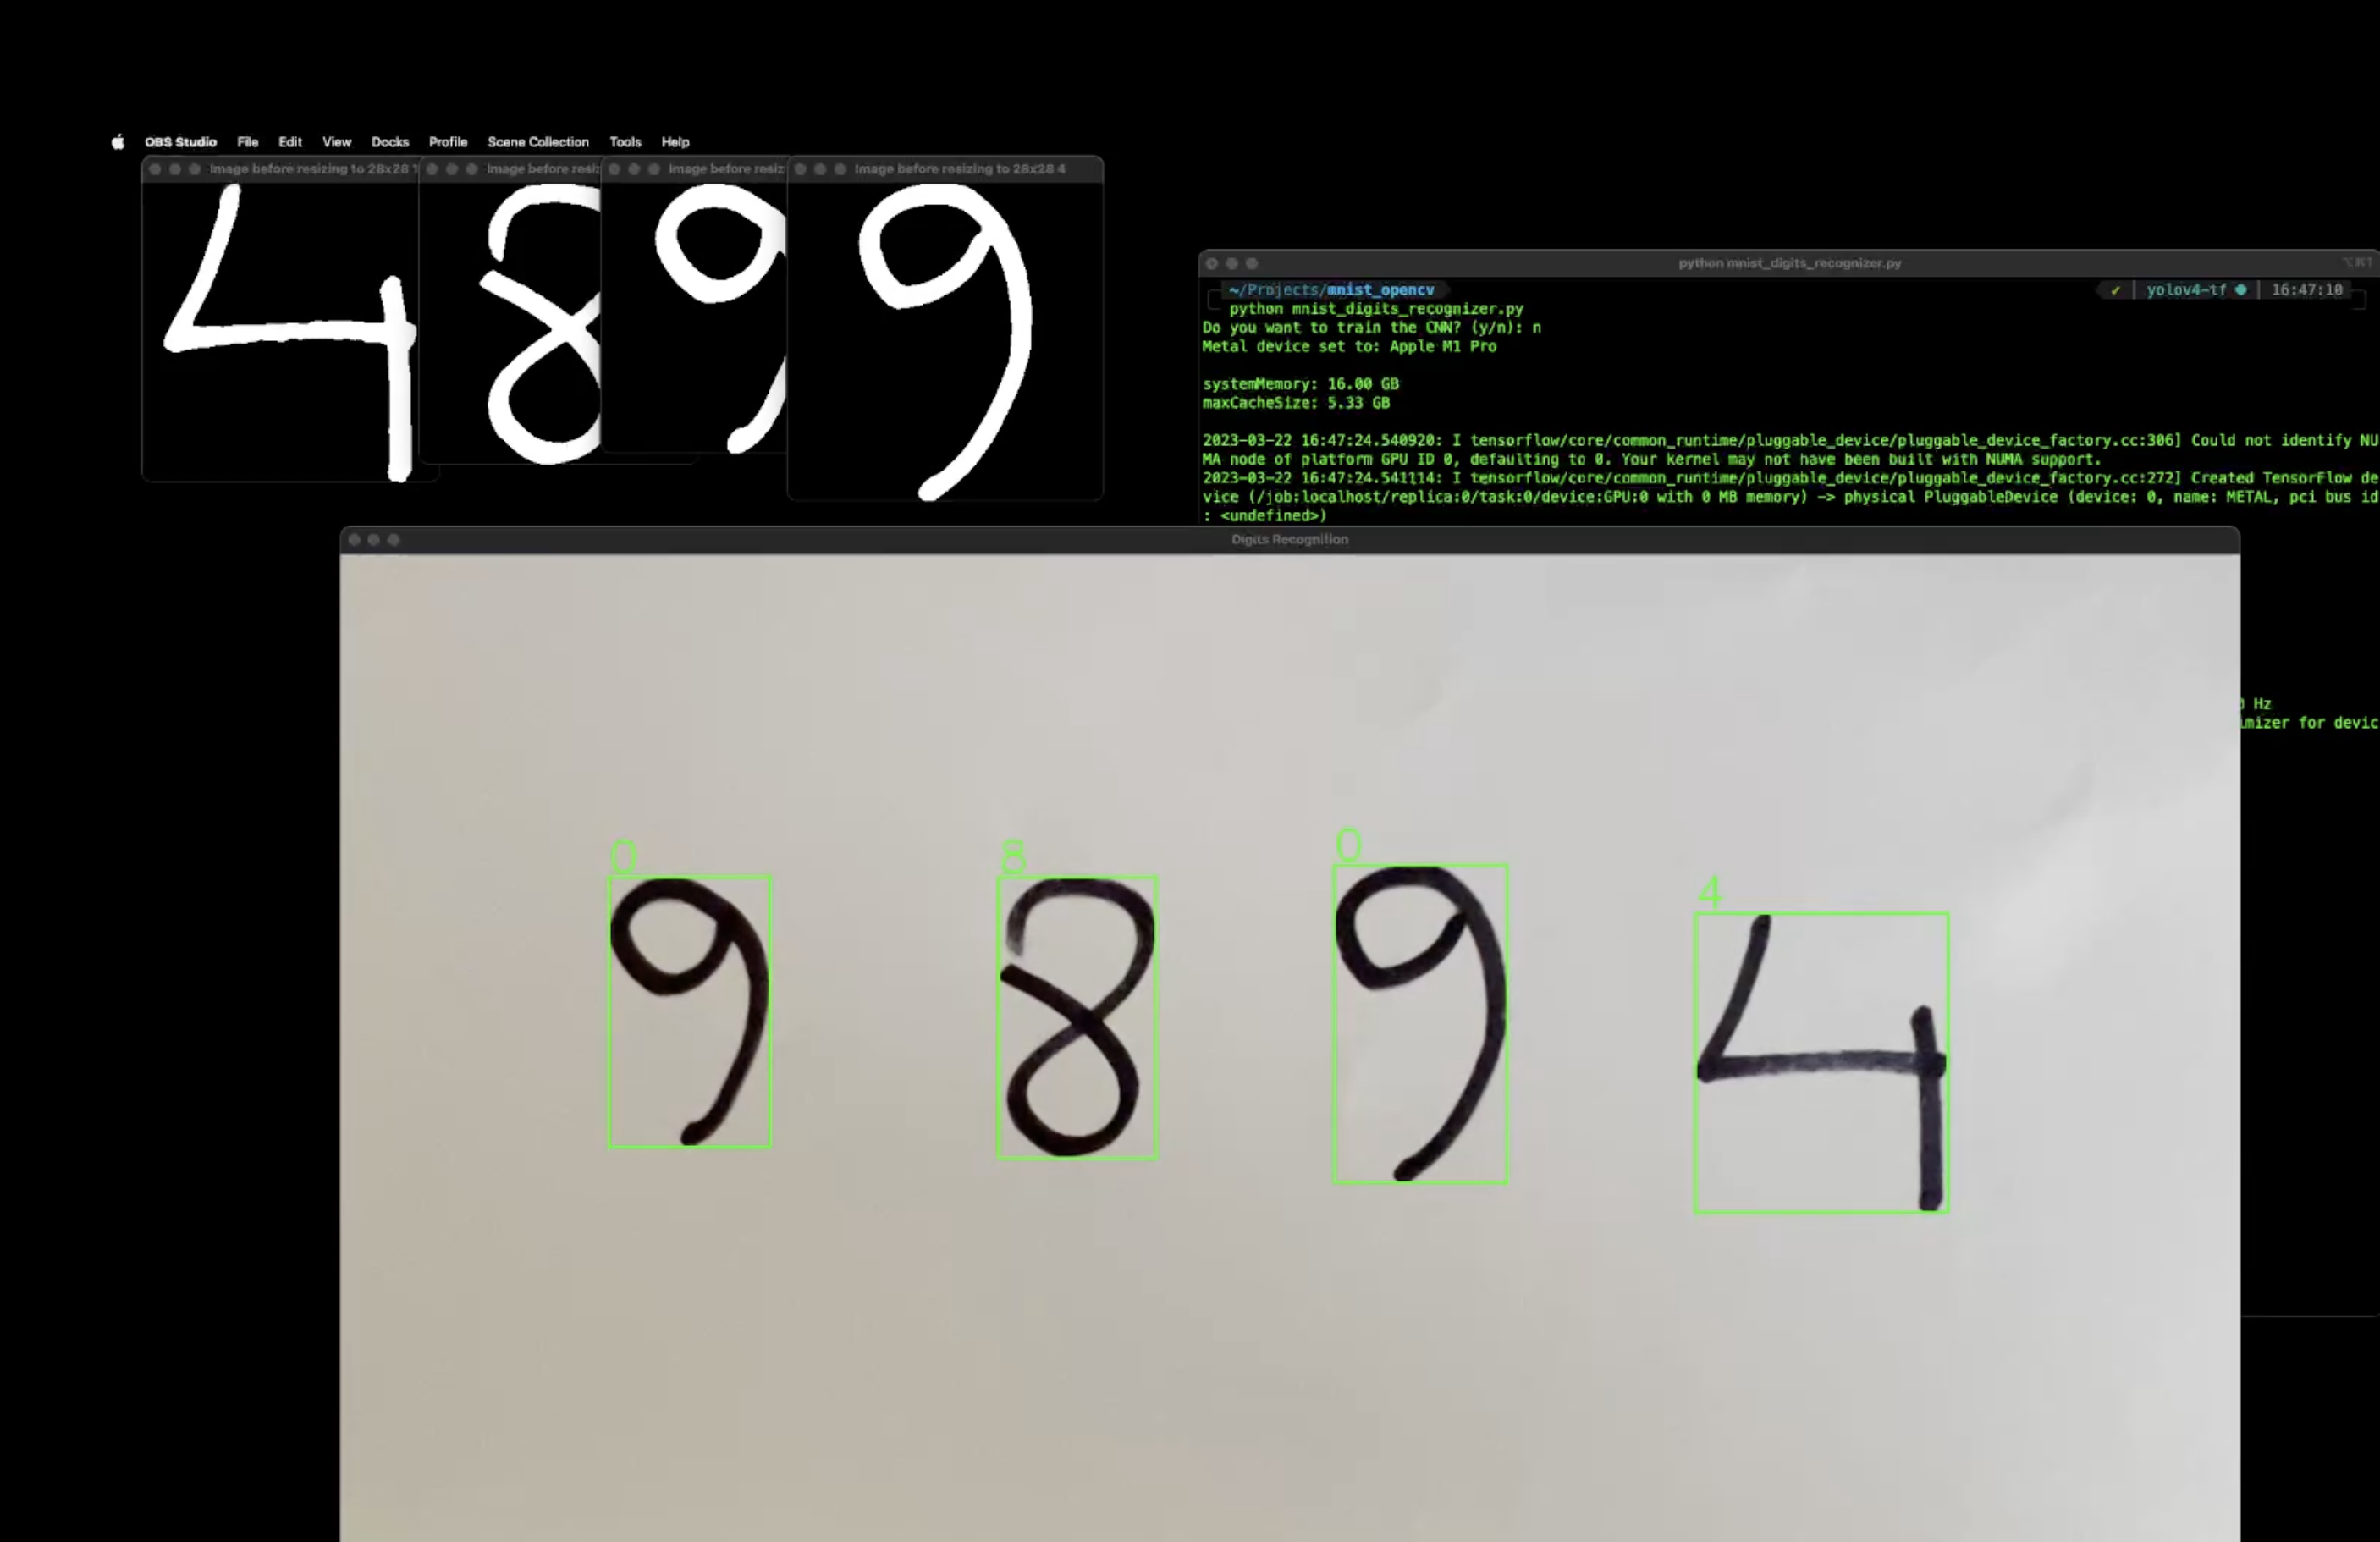 OBS Studio File Edit View Docks Profile Scene Collection Tools Help
Image before resizing to 28x28 1
Image before resiz
Image before resiz
Image before resizing to 28x28 4
4 8 9 9
python mnist_digits_recognizer.py
~/Projects/mnist_opencv ✓ yolov4-tf 16:47:10
python mnist_digits_recognizer.py
Do you want to train the CNN? (y/n): n
Metal device set to: Apple M1 Pro
systemMemory: 16.00 GB
maxCacheSize: 5.33 GB
2023-03-22 16:47:24.540920: I tensorflow/core/common_runtime/pluggable_device/pluggable_device_factory.cc:306] Could not identify NU
MA node of platform GPU ID 0, defaulting to 0. Your kernel may not have been built with NUMA support.
2023-03-22 16:47:24.541114: I tensorflow/core/common_runtime/pluggable_device/pluggable_device_factory.cc:272] Created TensorFlow de
vice (/job:localhost/replica:0/task:0/device:GPU:0 with 0 MB memory) -> physical PluggableDevice (device: 0, name: METAL, pci bus id
: <undefined>)
Digits Recognition
Hz
imizer for devic
0 8 0 4
9 8 9 4